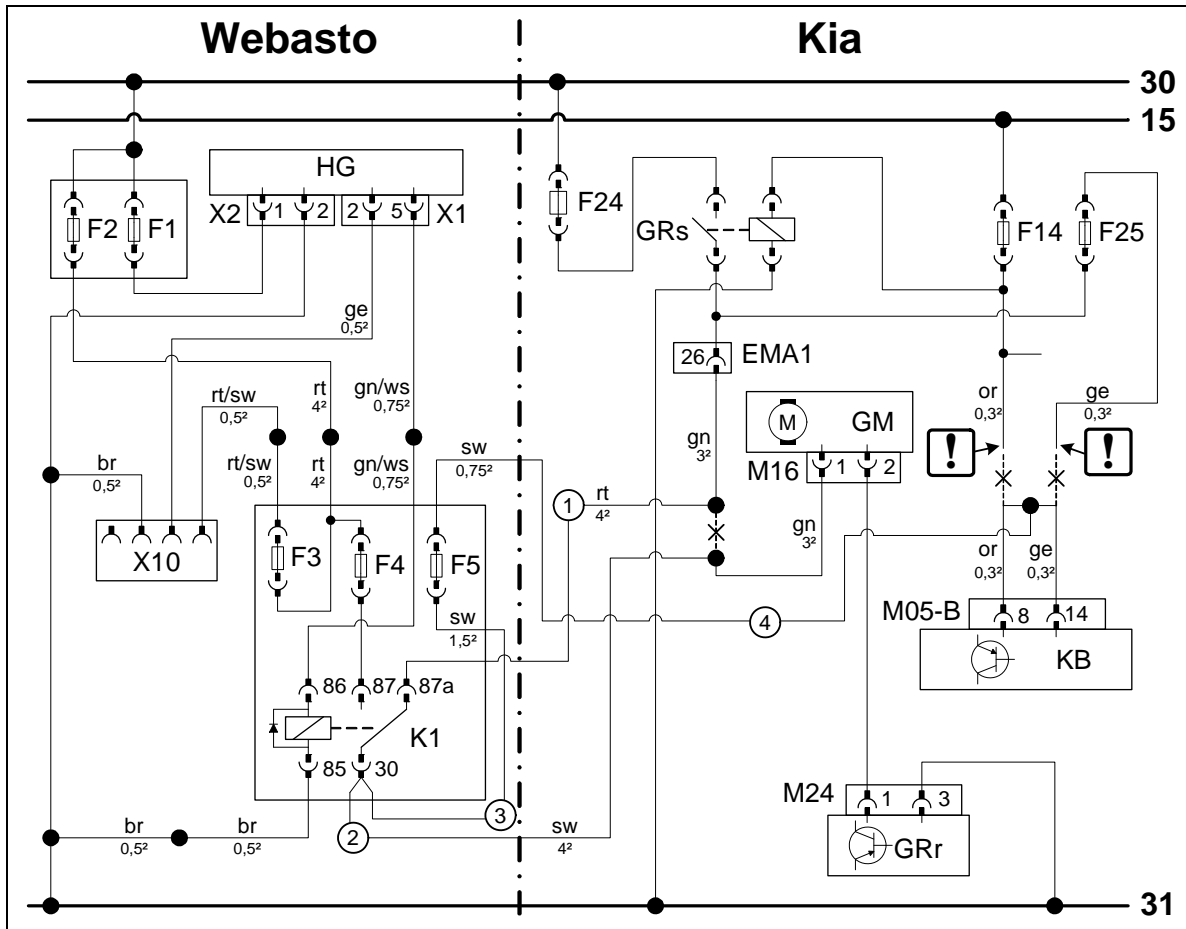 Webasto
Kia
30
15
HG
X2 1 2 2 5 X1
F2 F1
F24
GRs
F14 F25
ge
0,5²
26 EMA1
rt/sw
0,5²
rt
4²
gn/ws
0,75²
or
0,3²
ge
0,3²
M GM
! !
gn
3²
sw
0,75²
M16 1 2
br
0,5²
rt/sw
0,5²
rt
4²
gn/ws
0,75²
1 rt
4²
gn
3²
X10
F3 F4 F5
or
0,3²
ge
0,3²
M05-B 8 14
4
sw
1,5²
KB
86 87 87a
K1
85 30
M24 1 3
3
2
br
0,5²
br
0,5²
sw
4²
GRr
31